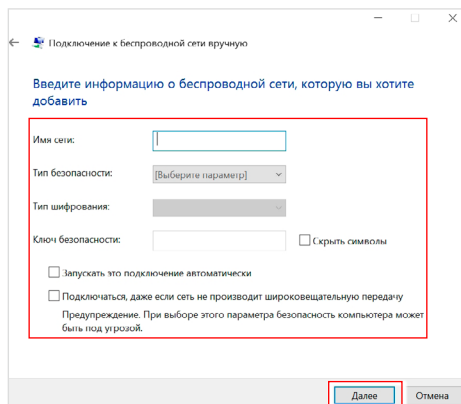 Подключение к беспроводной сети вручную
Введите информацию о беспроводной сети, которую вы хотите
добавить
Имя сети:
Тип безопасности: [Выберите параметр]
Тип шифрования:
Ключ безопасности: Скрыть символы
Запускать это подключение автоматически
Подключаться, даже если сеть не производит широковещательную передачу
Предупреждение. При выборе этого параметра безопасность компьютера может
быть под угрозой.
Далее Отмена